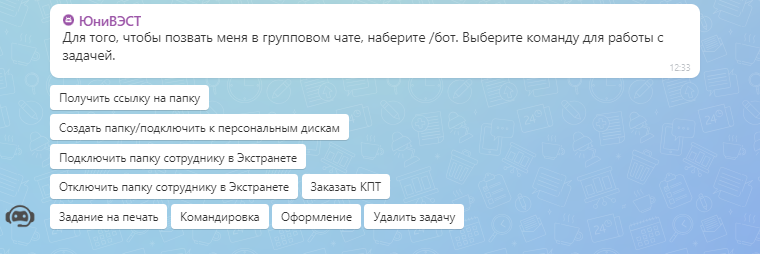 ЮниВЭСТ
Для того, чтобы позвать меня в групповом чате, наберите /бот. Выберите команду для работы с
задачей.
12:33
Получить ссылку на папку
Создать папку/подключить к персональным дискам
Подключить папку сотруднику в Экстранете
Отключить папку сотруднику в Экстранете Заказать КПТ
Задание на печать Командировка Оформление Удалить задачу